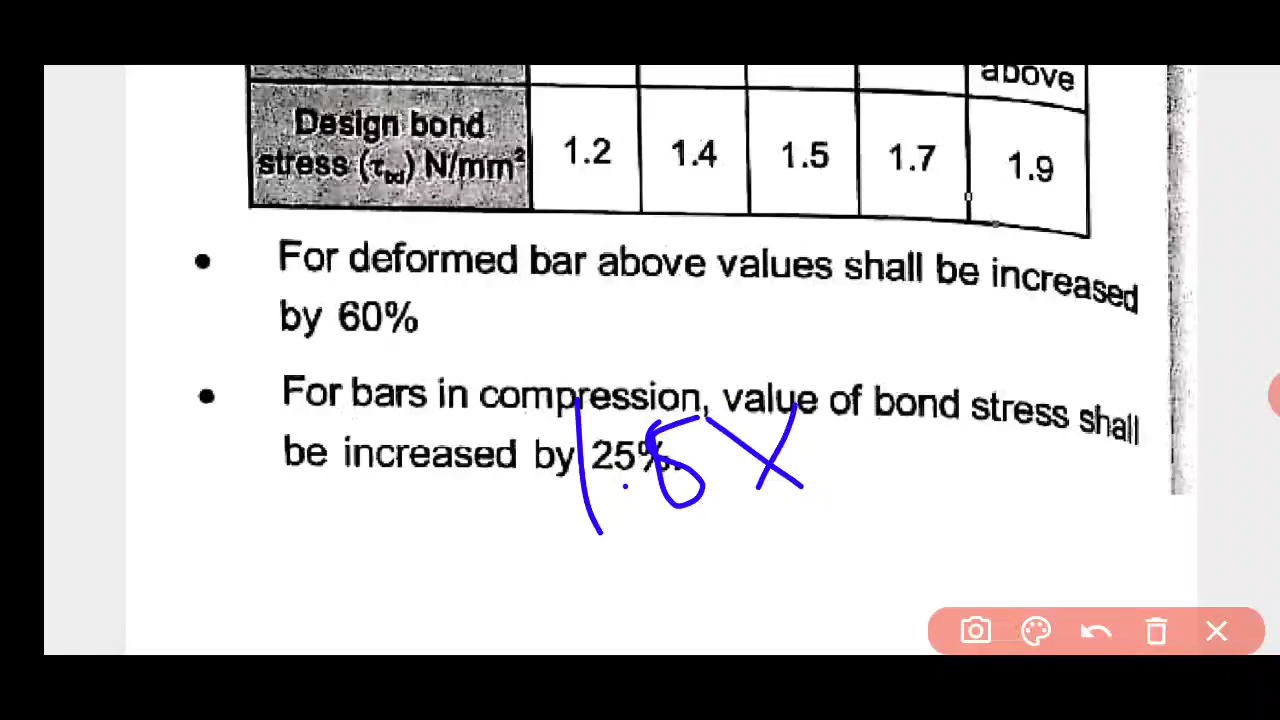 above
Design bond
stress (τbd) N/mm² 1.2 1.4 1.5 1.7 1.9
• For deformed bar above values shall be increased
by 60%
• For bars in compression, value of bond stress shall
be increased by 25%.
1.5 X